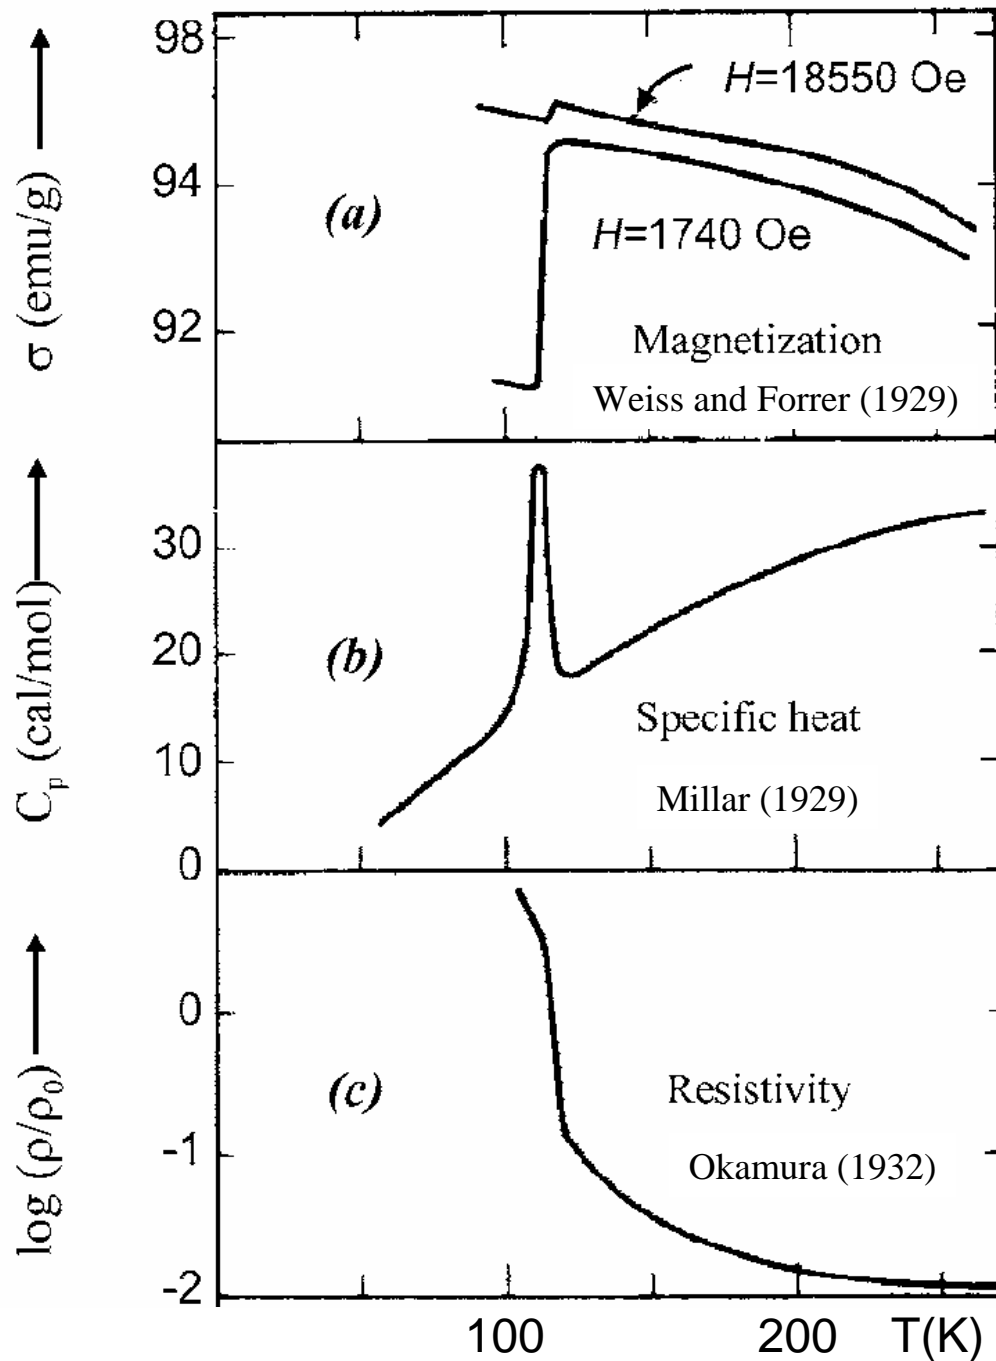 σ (emu/g)
98
94
92
H=18550 Oe
(a)
H=1740 Oe
Magnetization
Weiss and Forrer (1929)
Cp (cal/mol)
30
20
10
0
(b)
Specific heat
Millar (1929)
log (ρ/ρ0)
0
-1
-2
(c)
Resistivity
Okamura (1932)
100
200
T(K)